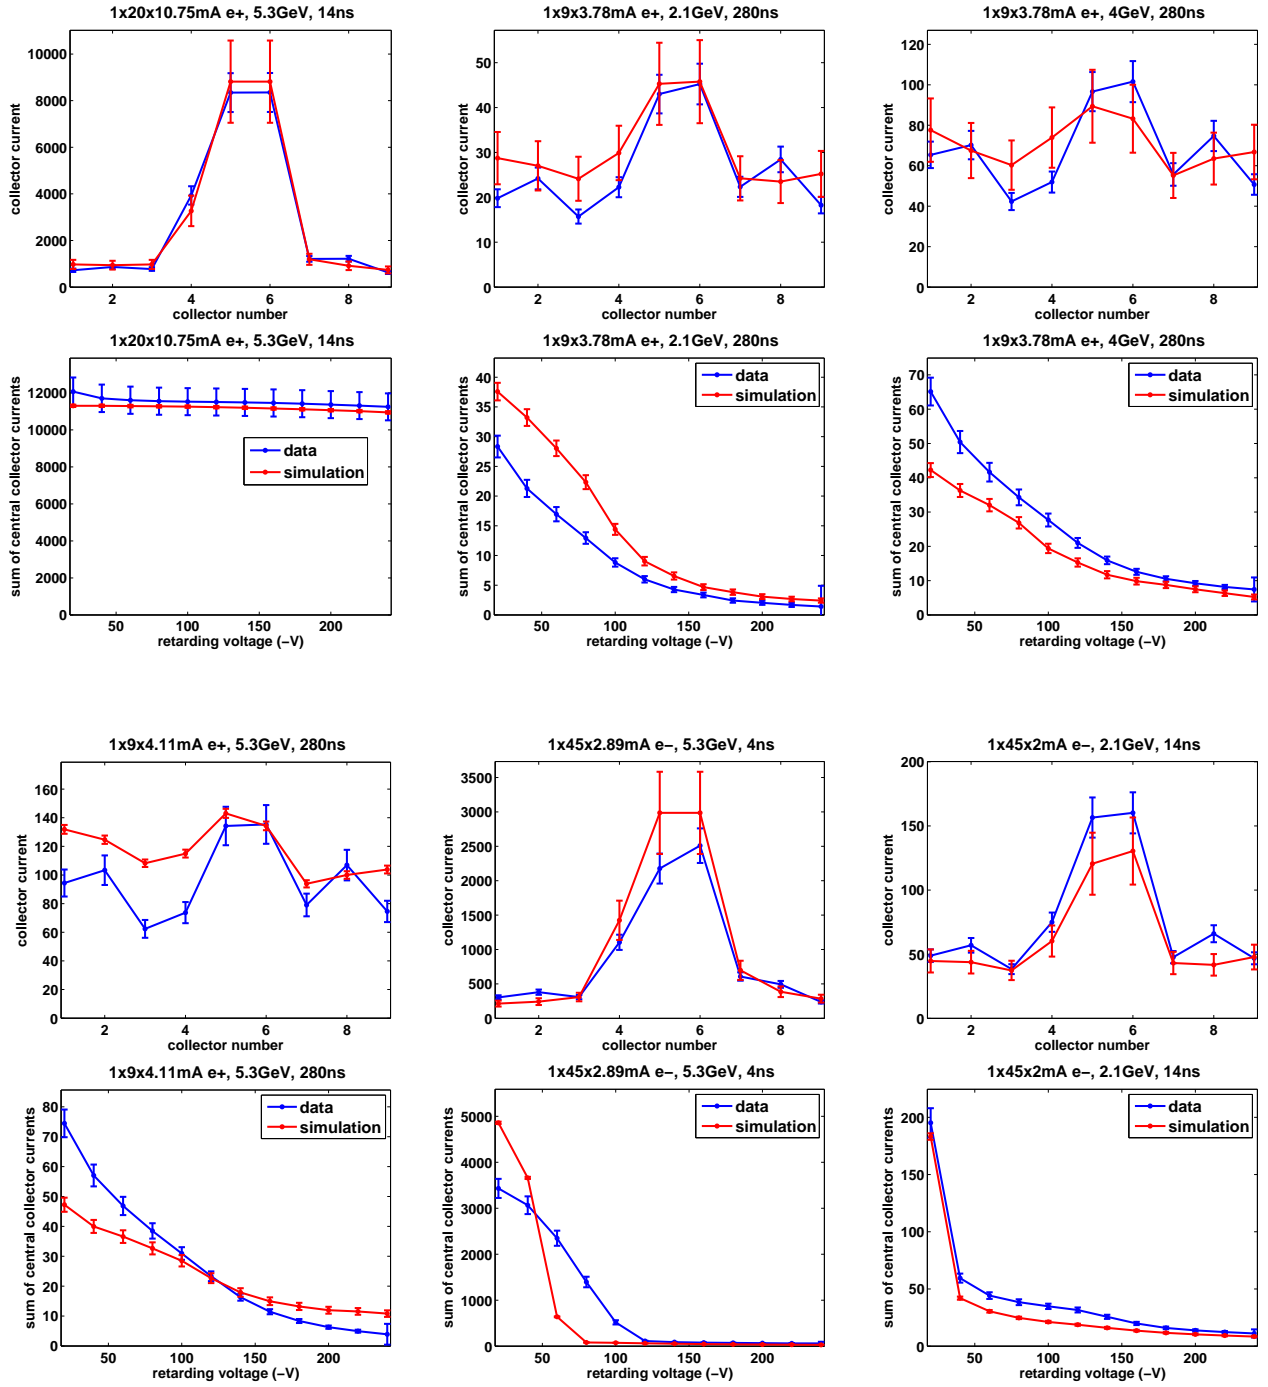 1x20x10.75mA e+, 5.3GeV, 14ns
collector current
10000
8000
6000
4000
2000
0
2 4 6 8
collector number
1x9x3.78mA e+, 2.1GeV, 280ns
collector current
50
40
30
20
10
0
2 4 6 8
collector number
1x9x3.78mA e+, 4GeV, 280ns
collector current
120
100
80
60
40
20
0
2 4 6 8
collector number
1x20x10.75mA e+, 5.3GeV, 14ns
sum of central collector currents
12000
10000
8000
6000
4000
2000
0
data
simulation
50 100 150 200
retarding voltage (−V)
1x9x3.78mA e+, 2.1GeV, 280ns
sum of central collector currents
40
35
30
25
20
15
10
5
0
data
simulation
50 100 150 200
retarding voltage (−V)
1x9x3.78mA e+, 4GeV, 280ns
sum of central collector currents
70
60
50
40
30
20
10
0
data
simulation
50 100 150 200
retarding voltage (−V)
1x9x4.11mA e+, 5.3GeV, 280ns
collector current
160
140
120
100
80
60
40
20
0
2 4 6 8
collector number
1x45x2.89mA e−, 5.3GeV, 4ns
collector current
3500
3000
2500
2000
1500
1000
500
0
2 4 6 8
collector number
1x45x2mA e−, 2.1GeV, 14ns
collector current
200
150
100
50
0
2 4 6 8
collector number
1x9x4.11mA e+, 5.3GeV, 280ns
sum of central collector currents
80
70
60
50
40
30
20
10
0
data
simulation
50 100 150 200
retarding voltage (−V)
1x45x2.89mA e−, 5.3GeV, 4ns
sum of central collector currents
5000
4000
3000
2000
1000
0
data
simulation
50 100 150 200
retarding voltage (−V)
1x45x2mA e−, 2.1GeV, 14ns
sum of central collector currents
200
150
100
50
0
data
simulation
50 100 150 200
retarding voltage (−V)